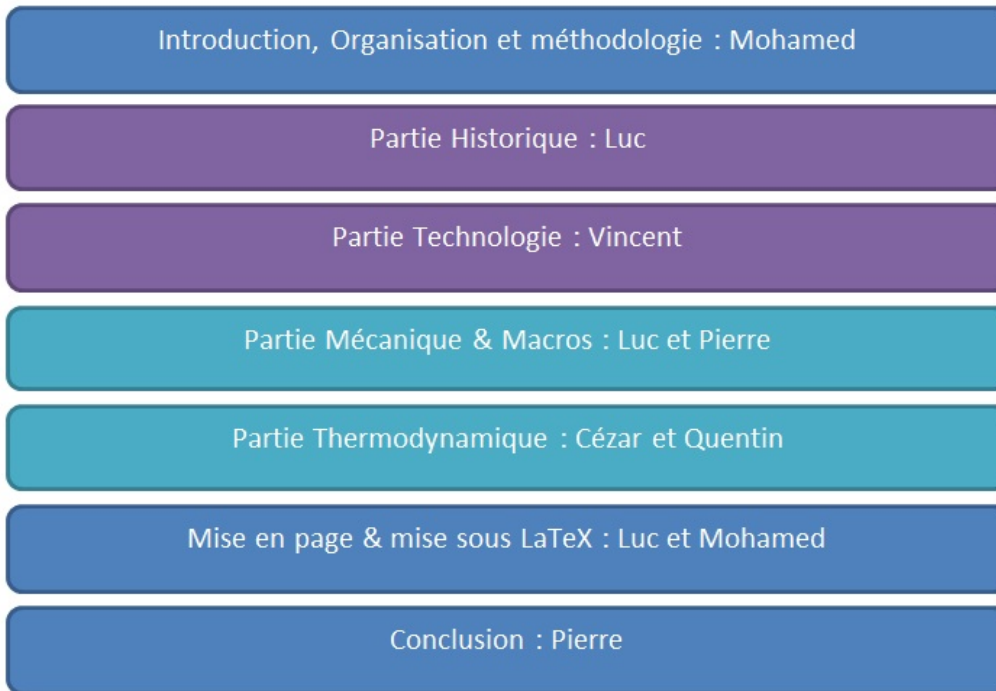 Introduction, Organisation et méthodologie : Mohamed
Partie Historique : Luc
Partie Technologie : Vincent
Partie Mécanique & Macros : Luc et Pierre
Partie Thermodynamique : Cézar et Quentin
Mise en page & mise sous LaTeX : Luc et Mohamed
Conclusion : Pierre